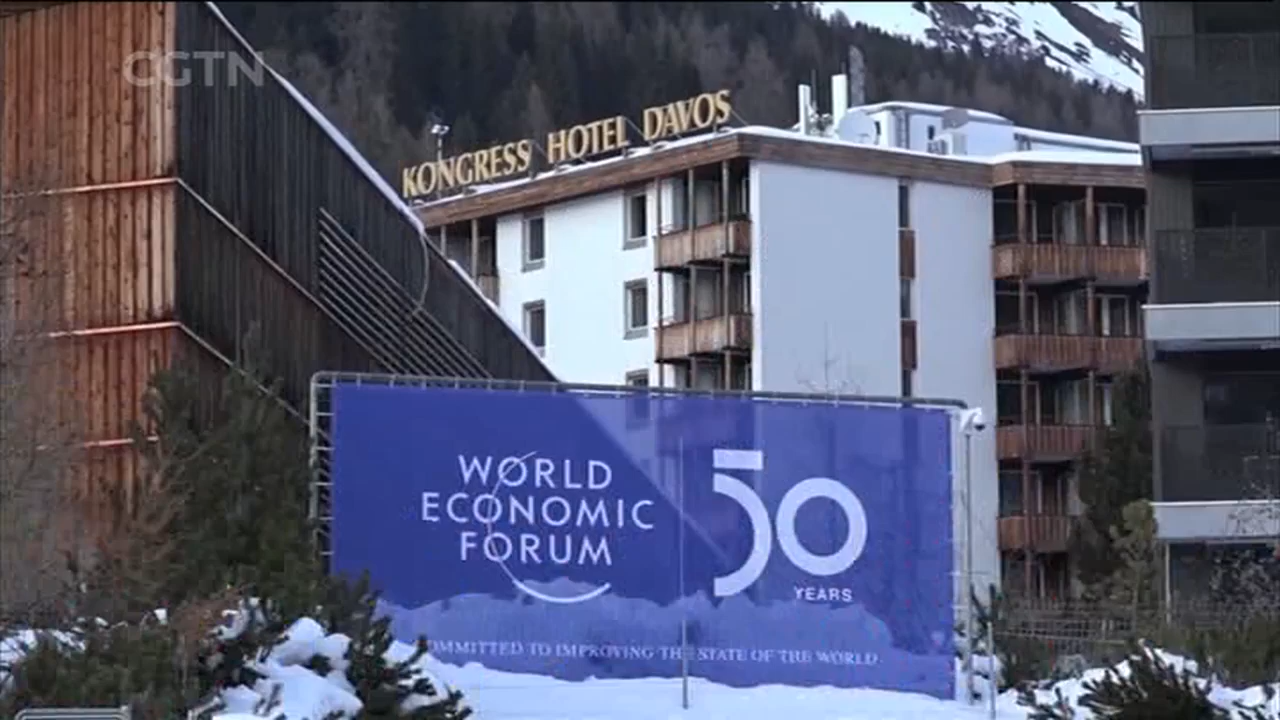 CGTN
KONGRESS HOTEL DAVOS
WORLD
ECONOMIC
FORUM
50
YEARS
COMMITTED TO IMPROVING THE STATE OF THE WORLD